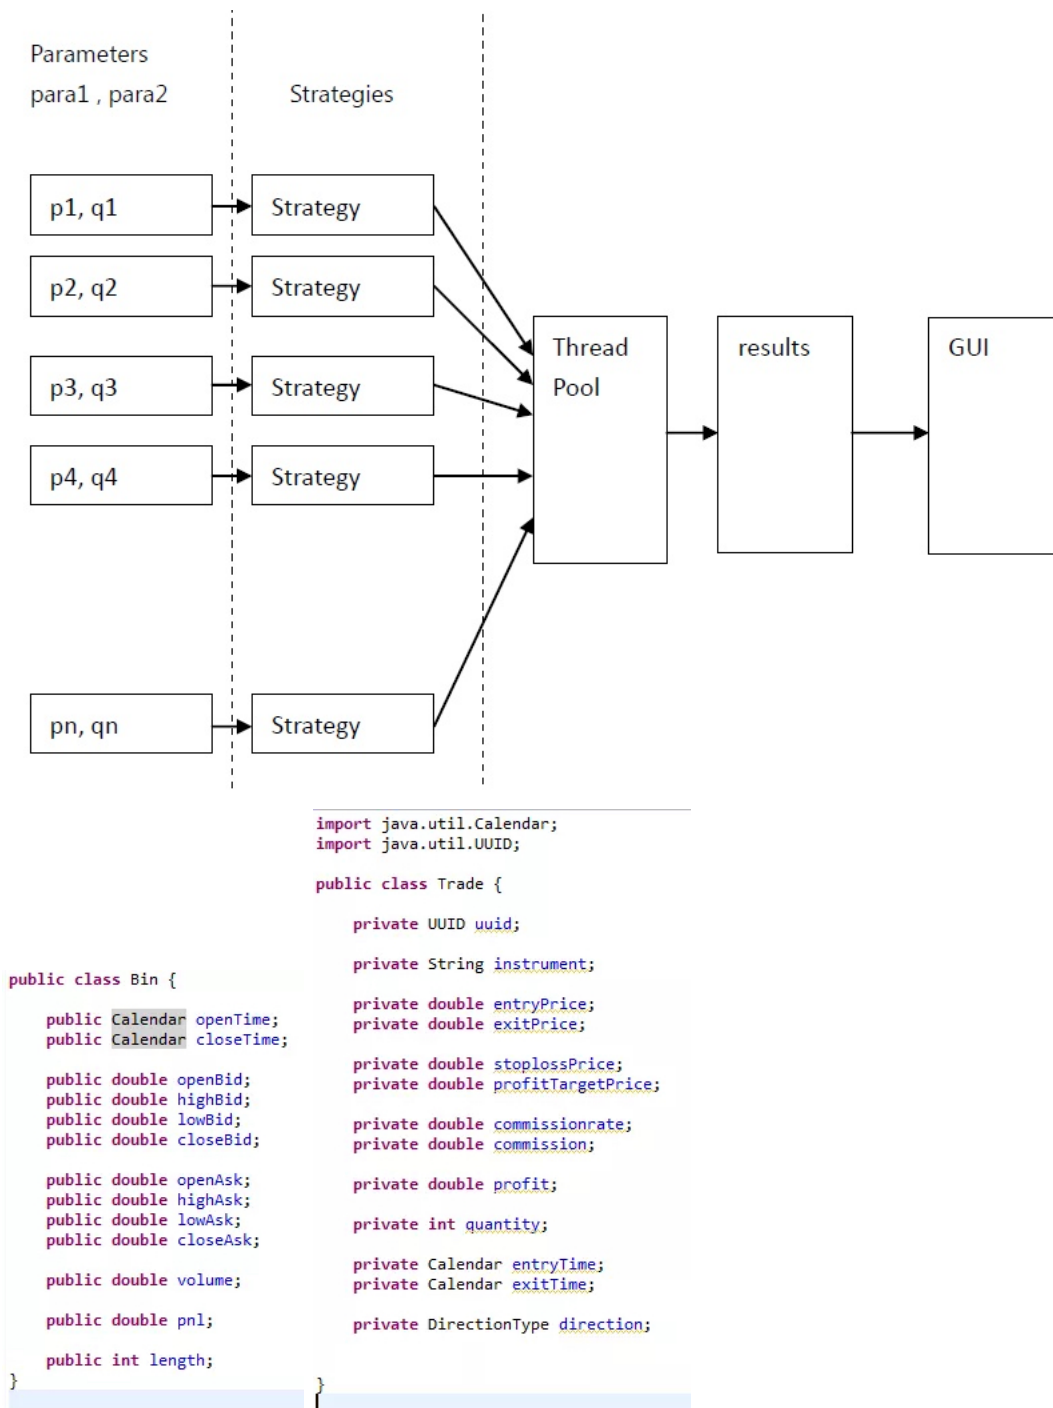 Parameters
para1 , para2
Strategies
p1, q1
Strategy
p2, q2
Strategy
p3, q3
Strategy
p4, q4
Strategy
pn, qn
Strategy
Thread
Pool
results
GUI
public class Bin {
public Calendar openTime;
public Calendar closeTime;
public double openBid;
public double highBid;
public double lowBid;
public double closeBid;
public double openAsk;
public double highAsk;
public double lowAsk;
public double closeAsk;
public double volume;
public double pnl;
public int length;
}
import java.util.Calendar;
import java.util.UUID;
public class Trade {
private UUID uuid;
private String instrument;
private double entryPrice;
private double exitPrice;
private double stoplossPrice;
private double profitTargetPrice;
private double commissionrate;
private double commission;
private double profit;
private int quantity;
private Calendar entryTime;
private Calendar exitTime;
private DirectionType direction;
}